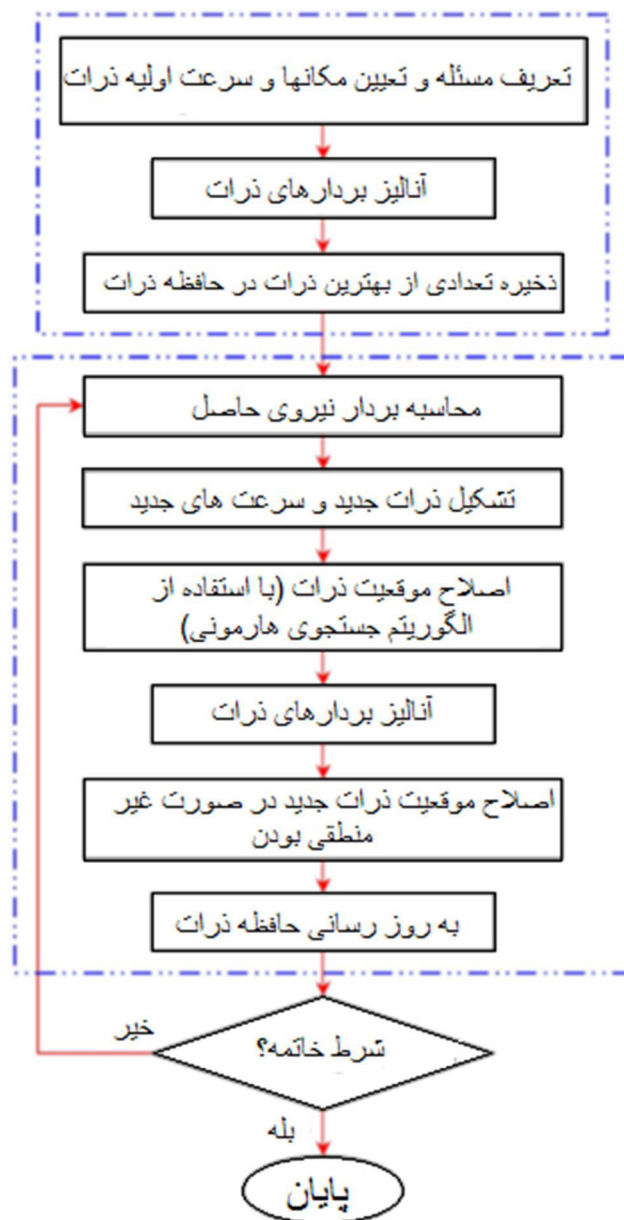 تعریف مسئله و تعیین مکانها و سرعت اولیه ذرات
آنالیز بردارهای ذرات
ذخیره تعدادی از بهترین ذرات در حافظه ذرات
محاسبه بردار نیروی حاصل
تشکیل ذرات جدید و سرعت های جدید
اصلاح موقعیت ذرات (با استفاده از
الگوریتم جستجوی هارمونی)
آنالیز بردارهای ذرات
اصلاح موقعیت ذرات جدید در صورت غیر
منطقی بودن
به روز رسانی حافظه ذرات
شرط خاتمه؟
خیر
بله
پایان